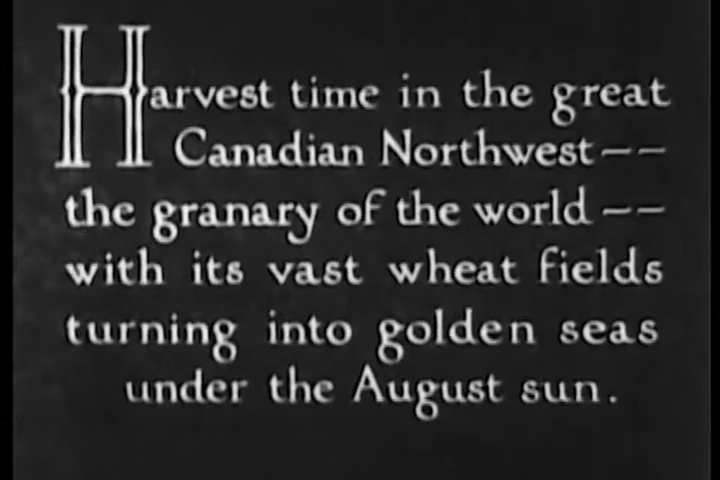 Harvest time in the great
Canadian Northwest--
the granary of the world--
with its vast wheat fields
turning into golden seas
under the August sun.